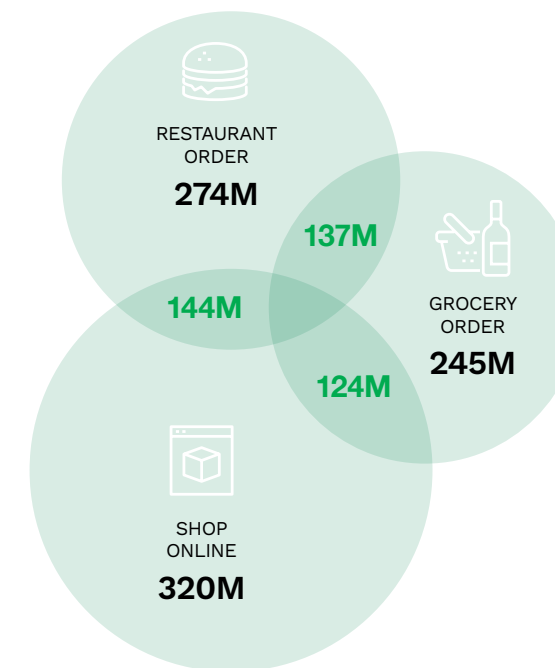 RESTAURANT
ORDER
274M
137M
GROCERY
ORDER
245M
144M
124M
SHOP
ONLINE
320M